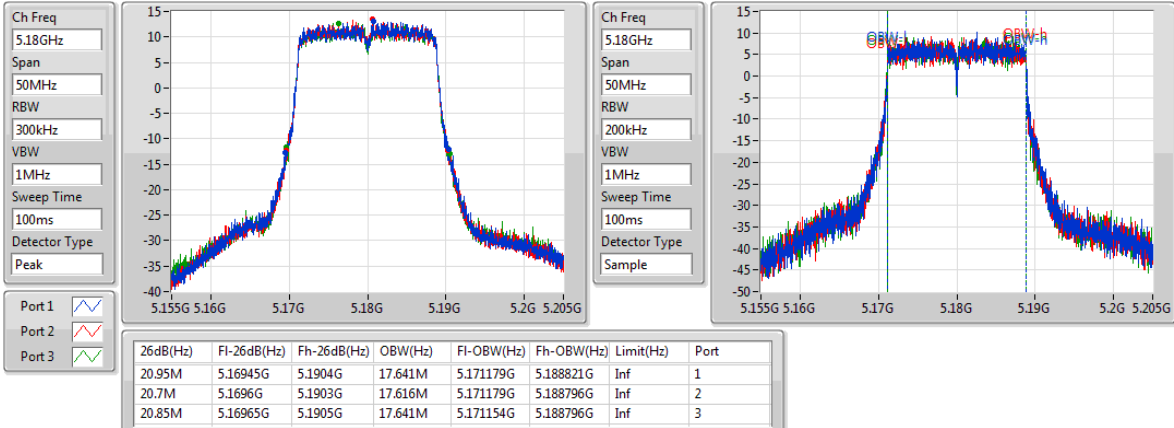 Ch Freq
5.18GHz
Span
50MHz
RBW
300kHz
VBW
1MHz
Sweep Time
100ms
Detector Type
Peak
15
10
5
0
-5
-10
-15
-20
-25
-30
-35
-40
5.155G 5.16G 5.17G 5.18G 5.19G 5.2G 5.205G
Ch Freq
5.18GHz
Span
50MHz
RBW
200kHz
VBW
1MHz
Sweep Time
100ms
Detector Type
Sample
15
10
5
0
-5
-10
-15
-20
-25
-30
-35
-40
-45
-50
OBW-h
5.155G 5.16G 5.17G 5.18G 5.19G 5.2G 5.205G
Port 1
Port 2
Port 3
26dB(Hz) Fl-26dB(Hz) Fh-26dB(Hz) OBW(Hz) Fl-OBW(Hz) Fh-OBW(Hz) Limit(Hz) Port
20.95M 5.16945G 5.1904G 17.641M 5.171179G 5.188821G Inf 1
20.7M 5.1696G 5.1903G 17.616M 5.171179G 5.188796G Inf 2
20.85M 5.16965G 5.1905G 17.641M 5.171154G 5.188796G Inf 3